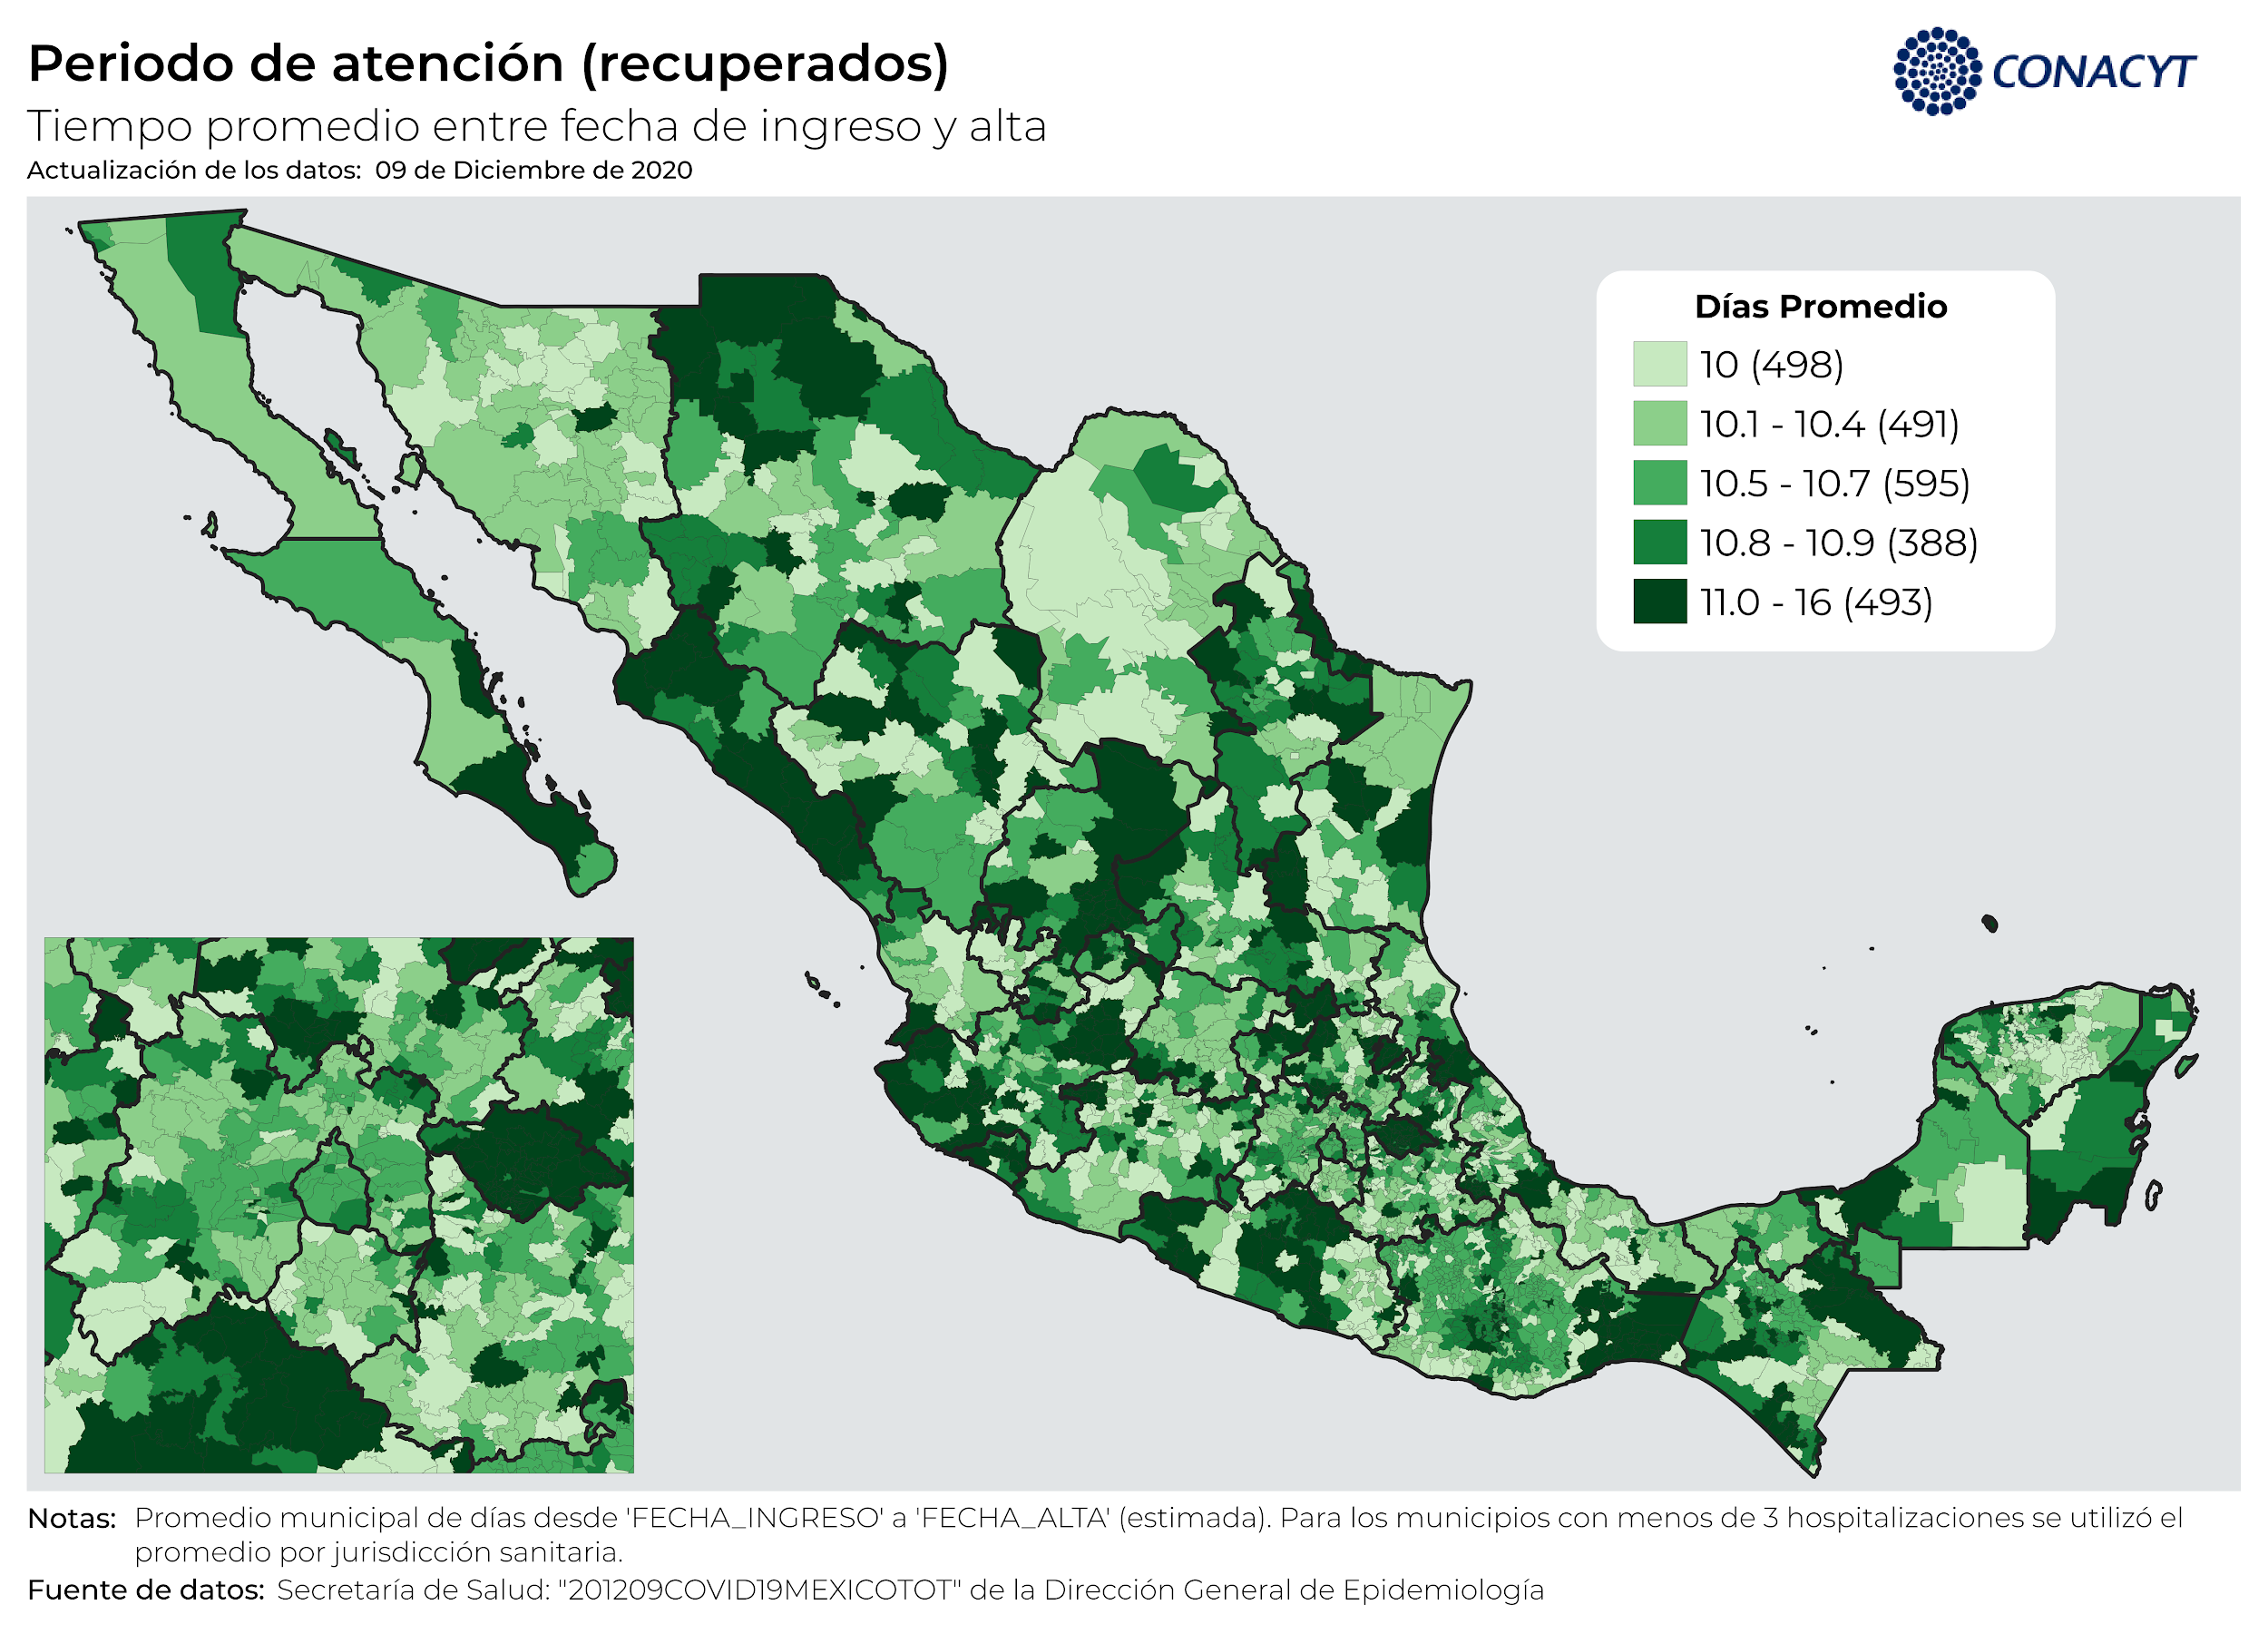 Periodo de atención (recuperados)
Tiempo promedio entre fecha de ingreso y alta
Actualización de los datos: 09 de Diciembre de 2020
CONACYT
Días Promedio
10 (498)
10.1 - 10.4 (491)
10.5 - 10.7 (595)
10.8 - 10.9 (388)
11.0 - 16 (493)
Notas: Promedio municipal de días desde 'FECHA_INGRESO' a 'FECHA_ALTA' (estimada). Para los municipios con menos de 3 hospitalizaciones se utilizó el
promedio por jurisdicción sanitaria.
Fuente de datos: Secretaría de Salud: "201209COVID19MEXICOTOT" de la Dirección General de Epidemiología